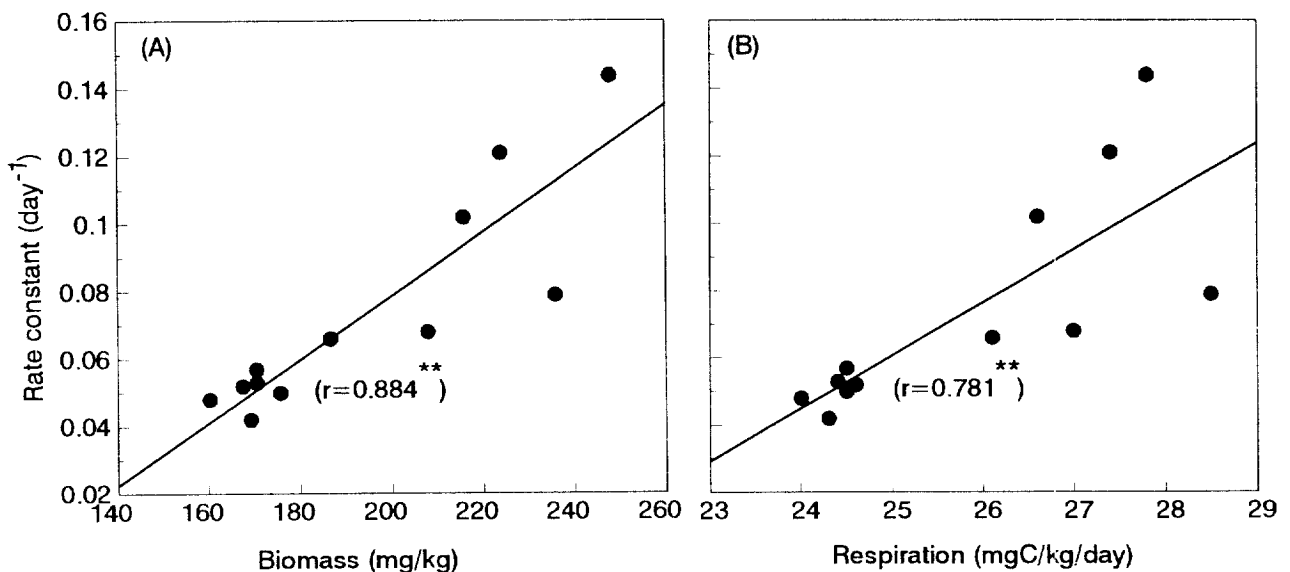 (A)
(B)
Rate constant (day⁻¹)
0.16
0.14
0.12
0.1
0.08
0.06
0.04
0.02
(r=0.884**)
(r=0.781**)
140 160 180 200 220 240 260
23 24 25 26 27 28 29
Biomass (mg/kg)
Respiration (mgC/kg/day)